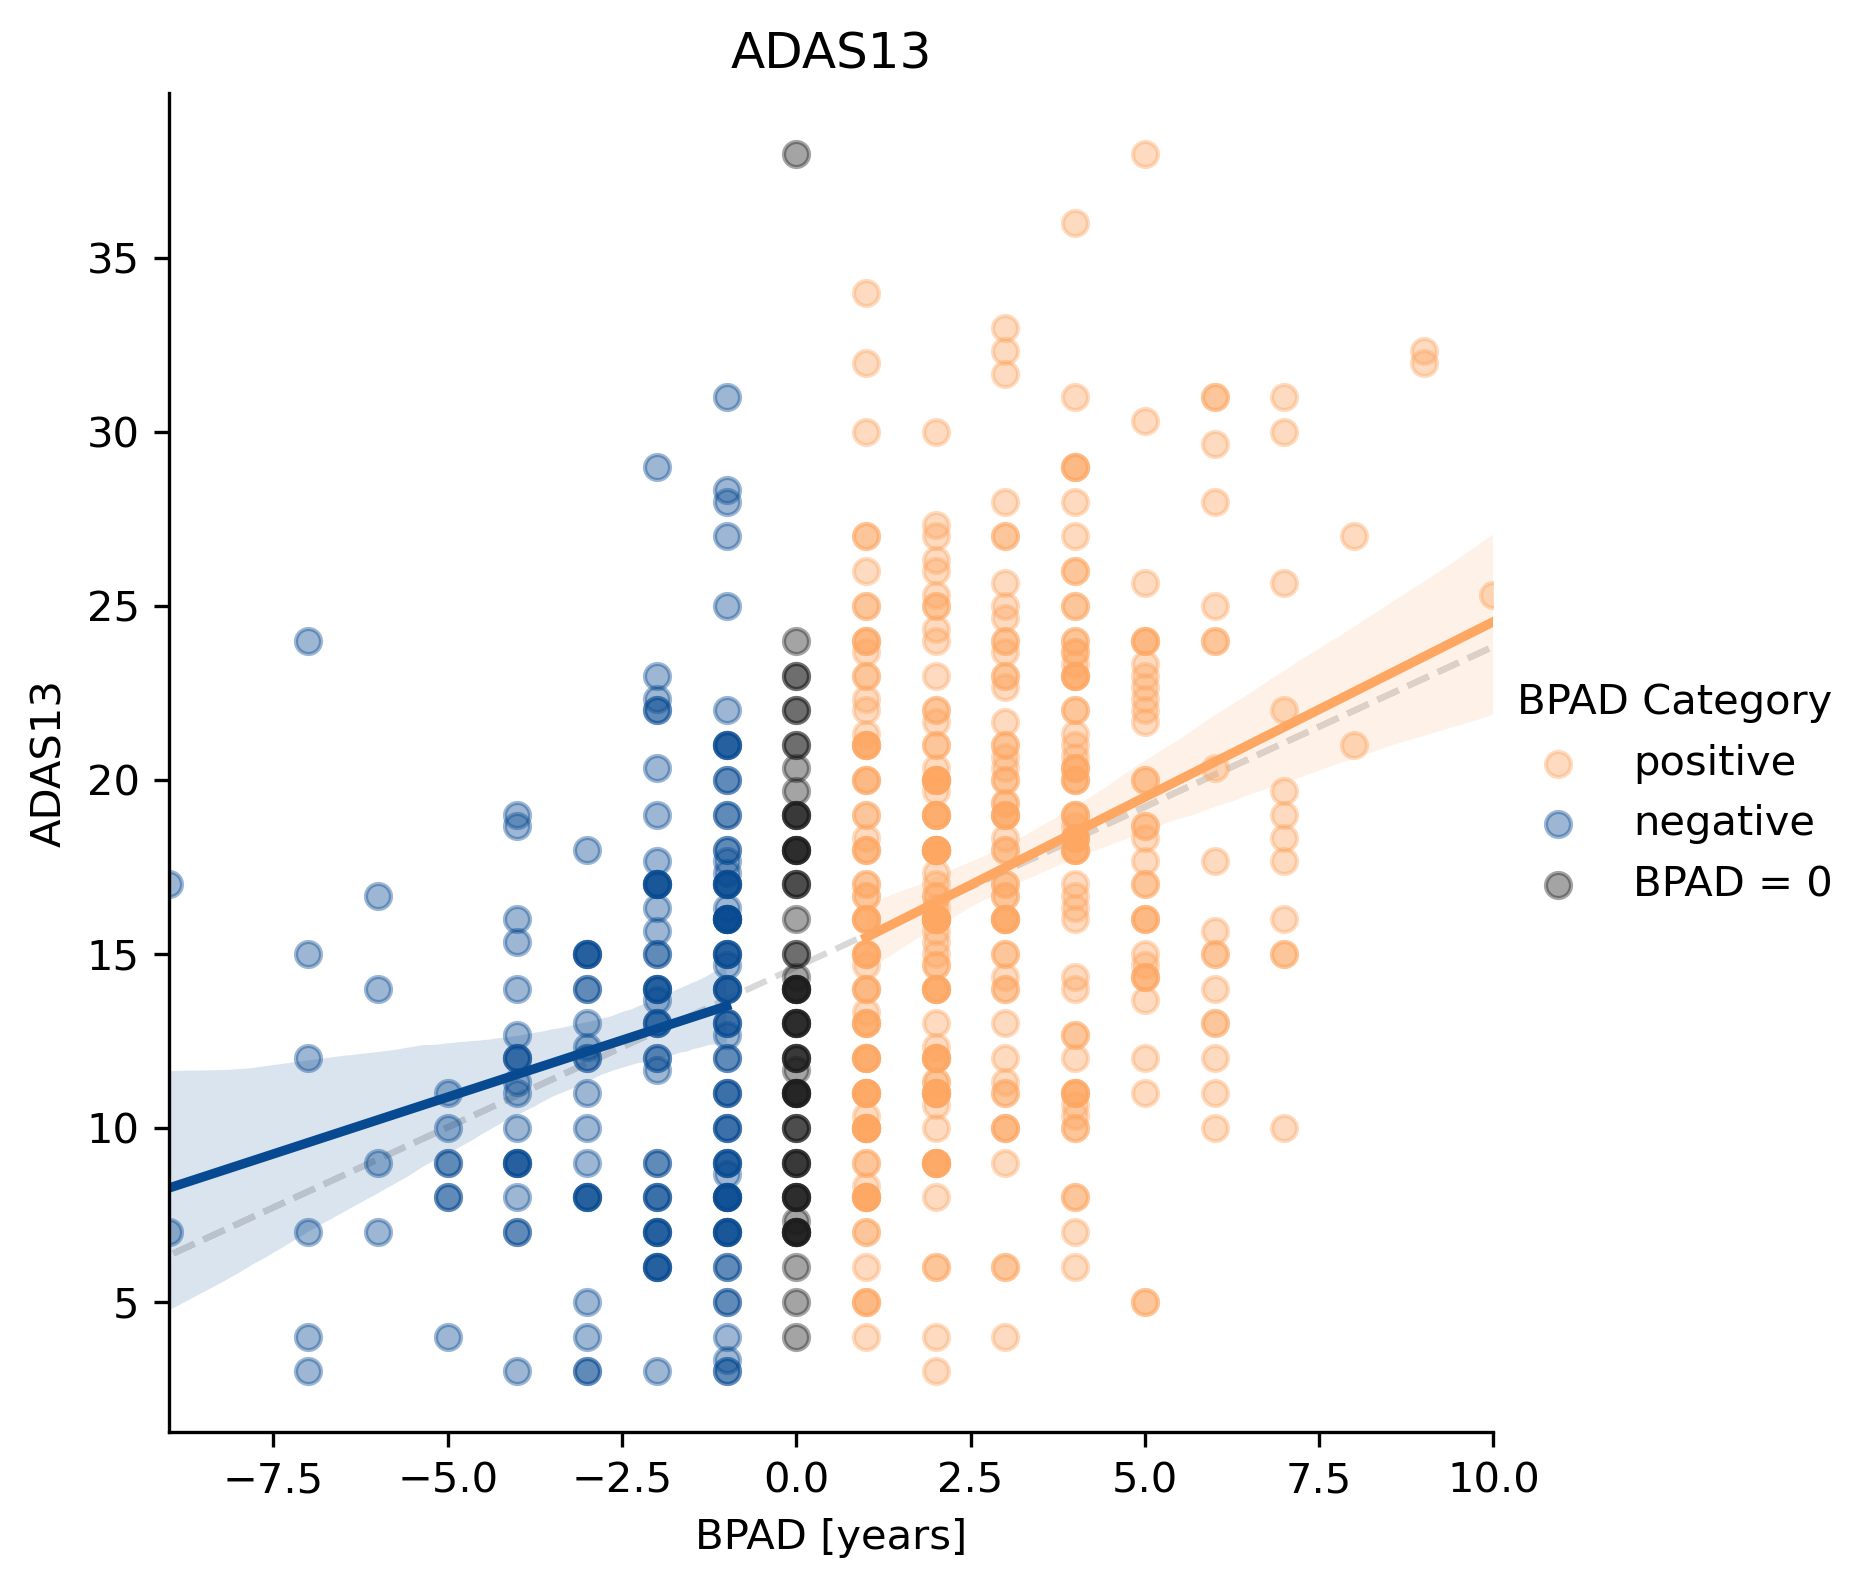 ADAS13
ADAS13
35
30
25
20
15
10
5
−7.5 −5.0 −2.5 0.0 2.5 5.0 7.5 10.0
BPAD [years]
BPAD Category
positive
negative
BPAD = 0